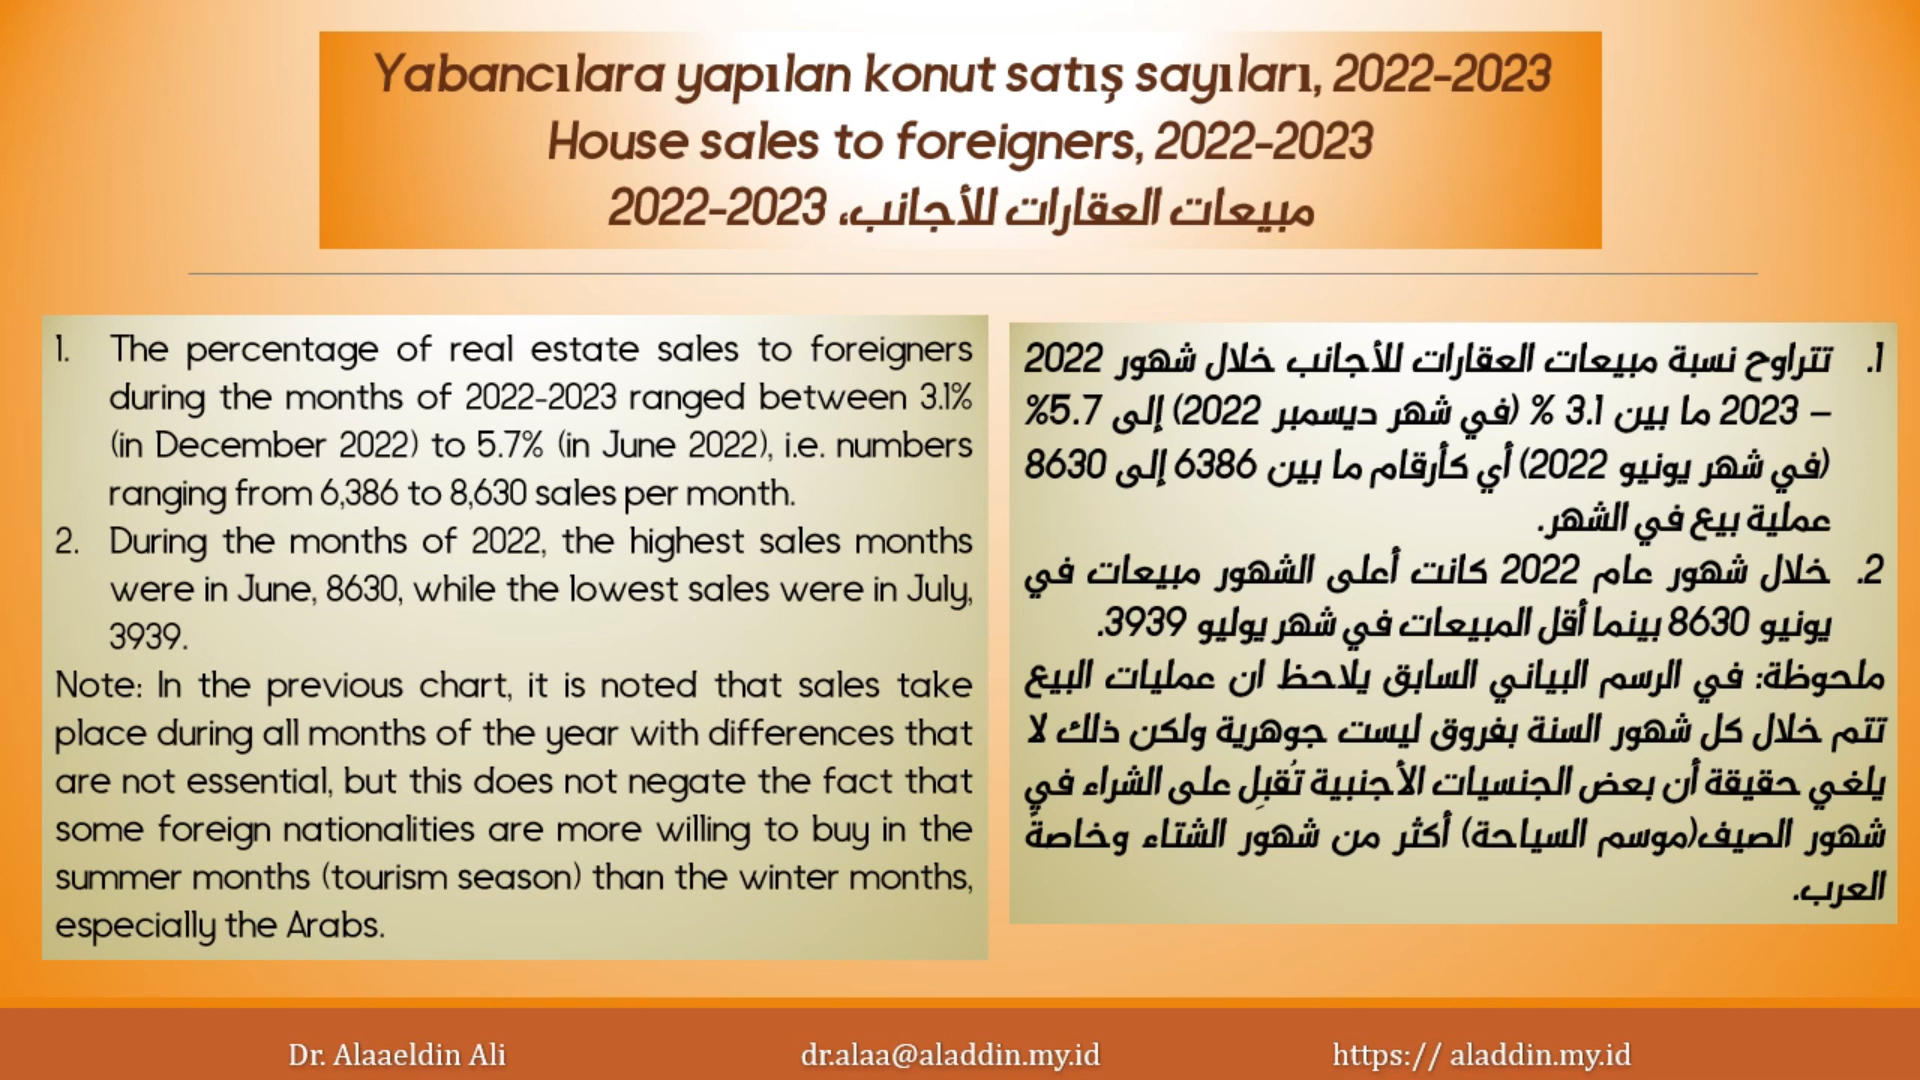 Yabancılara yapılan konut satış sayıları, 2022-2023
House sales to foreigners, 2022-2023
مبيعات العقارات للأجانب، 2023-2022
1. The percentage of real estate sales to foreigners
during the months of 2022-2023 ranged between 3.1%
(in December 2022) to 5.7% (in June 2022), i.e. numbers
ranging from 6,386 to 8,630 sales per month.
2. During the months of 2022, the highest sales months
were in June, 8630, while the lowest sales were in July,
3939.
Note: In the previous chart, it is noted that sales take
place during all months of the year with differences that
are not essential, but this does not negate the fact that
some foreign nationalities are more willing to buy in the
summer months (tourism season) than the winter months,
especially the Arabs.
1. تتراوح نسبة مبيعات العقارات للأجانب خلال شهور 2022
– 2023 ما بين 3.1 % (في شهر ديسمبر 2022) إلى 5.7%
(في شهر يونيو 2022) أي كأرقام ما بين 6386 إلى 8630
عملية بيع في الشهر.
2. خلال شهور عام 2022 كانت أعلى الشهور مبيعات في
يونيو 8630 بينما أقل المبيعات في شهر يوليو 3939.
ملحوظة: في الرسم البياني السابق يلاحظ ان عمليات البيع
تتم خلال كل شهور السنة بفروق ليست جوهرية ولكن ذلك لا
يلغي حقيقة أن بعض الجنسيات الأجنبية تُقبِل على الشراء في
شهور الصيف(موسم السياحة) أكثر من شهور الشتاء وخاصةً
العرب.
Dr. Alaaeldin Ali
dr.alaa@aladdin.my.id
https:// aladdin.my.id